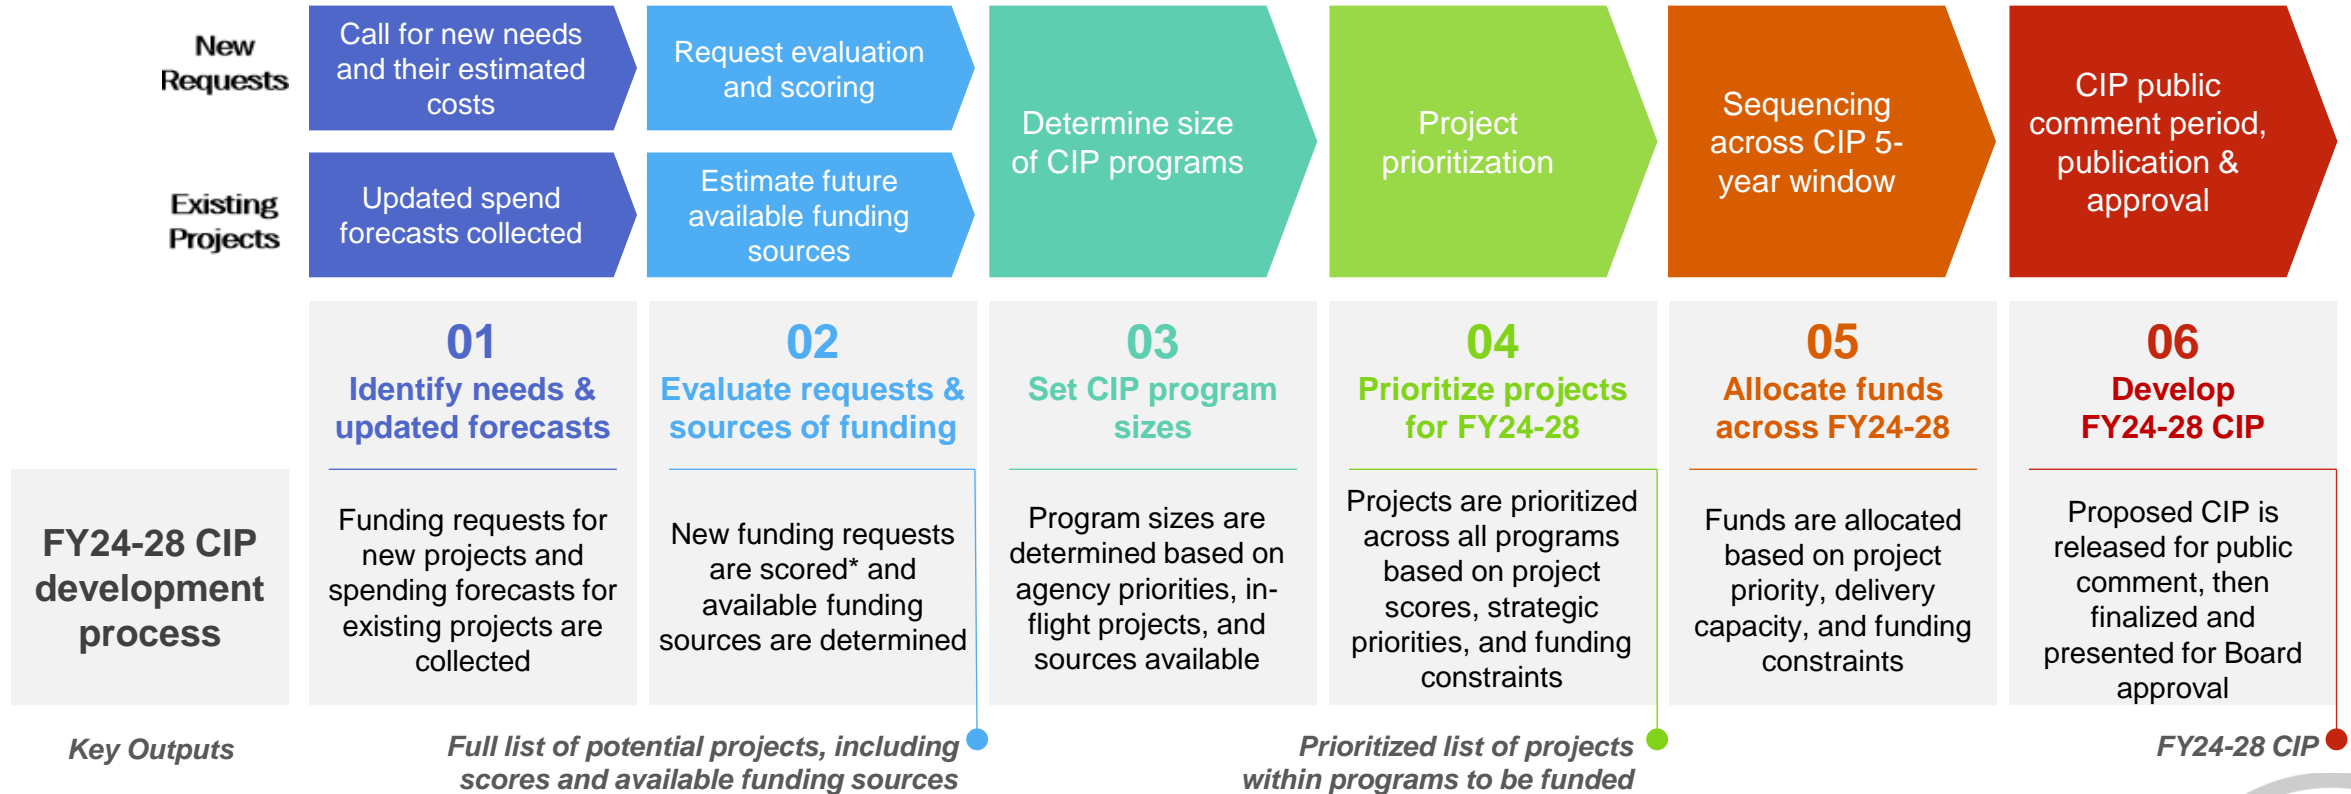 New
Requests
Call for new needs
and their estimated
costs
Request evaluation
and scoring
Existing
Projects
Updated spend
forecasts collected
Estimate future
available funding
sources
Determine size
of CIP programs
Project
prioritization
Sequencing
across CIP 5-
year window
CIP public
comment period,
publication &
approval
FY24-28 CIP
development
process
01
Identify needs &
updated forecasts
Funding requests for
new projects and
spending forecasts for
existing projects are
collected
02
Evaluate requests &
sources of funding
New funding requests
are scored* and
available funding
sources are determined
03
Set CIP program
sizes
Program sizes are
determined based on
agency priorities, in-
flight projects, and
sources available
04
Prioritize projects
for FY24-28
Projects are prioritized
across all programs
based on project
scores, strategic
priorities, and funding
constraints
05
Allocate funds
across FY24-28
Funds are allocated
based on project
priority, delivery
capacity, and funding
constraints
06
Develop
FY24-28 CIP
Proposed CIP is
released for public
comment, then
finalized and
presented for Board
approval
Key Outputs
Full list of potential projects, including
scores and available funding sources
Prioritized list of projects
within programs to be funded
FY24-28 CIP